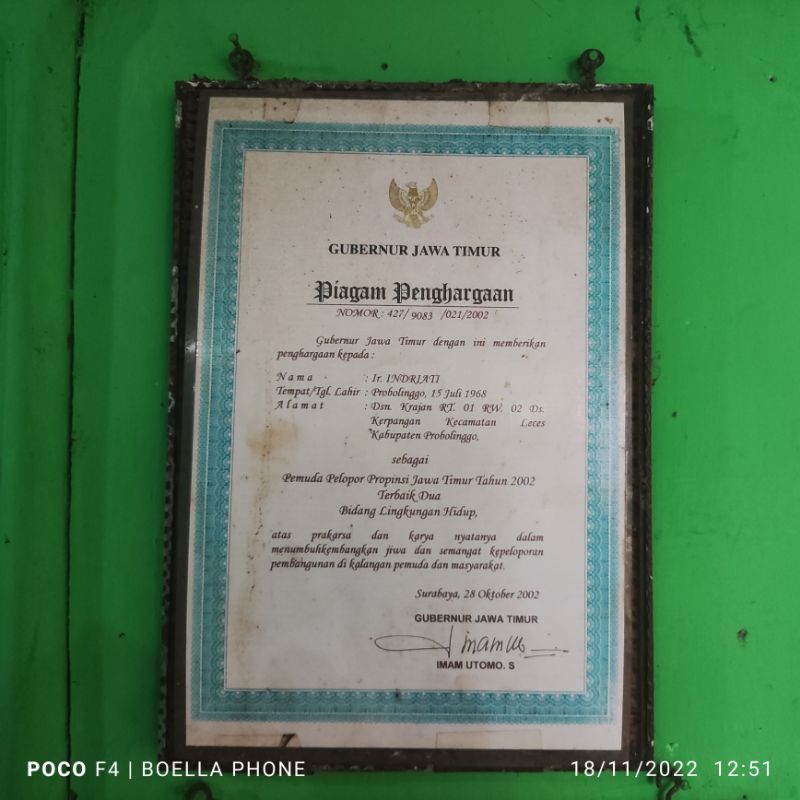 GUBERNUR JAWA TIMUR
Piagam Penghargaan
NOMOR : 427/ 9083 /021/2002
Gubernur Jawa Timur dengan ini memberikan
penghargaan kepada :
N a m a : Ir. INDRIATI
Tempat/Tgl. Lahir : Probolinggo, 15 Juli 1968
A l a m a t : Dsn. Krajan RT. 01 RW. 02 Ds.
Kerpangan Kecamatan Leces
Kabupaten Probolinggo,
sebagai
Pemuda Pelopor Propinsi Jawa Timur Tahun 2002
Terbaik Dua
Bidang Lingkungan Hidup,
atas prakarsa dan karya nyatanya dalam
menumbuhkembangkan jiwa dan semangat kepeloporan
pembangunan di kalangan pemuda dan masyarakat.
Surabaya, 28 Oktober 2002
GUBERNUR JAWA TIMUR
IMAM UTOMO. S
POCO F4 | BOELLA PHONE
18/11/2022 12:51